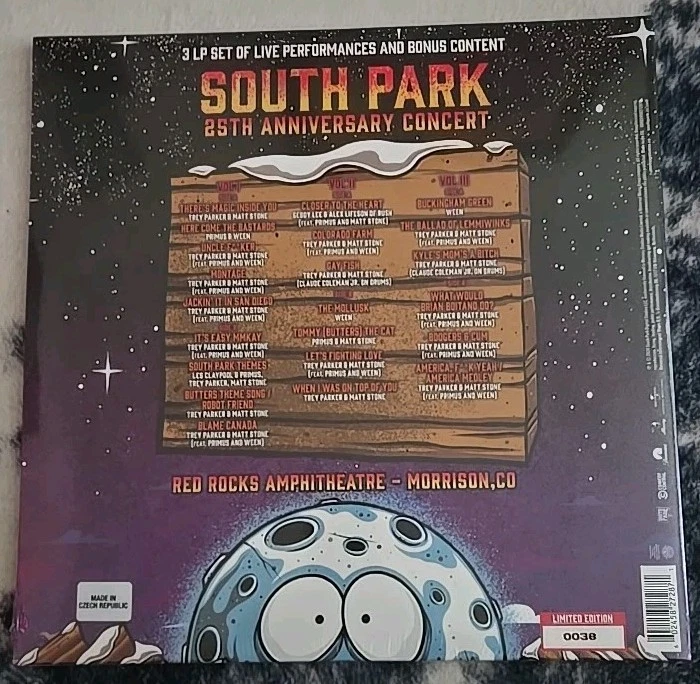 3 LP SET OF LIVE PERFORMANCES AND BONUS CONTENT
SOUTH PARK
25TH ANNIVERSARY CONCERT
VOL I
THERE'S MAGIC INSIDE YOU
TREY PARKER & MATT STONE
HERE COME THE BASTARDS
PRIMUS & WEEN
UNCLE F**KER
TREY PARKER & MATT STONE
(FEAT. PRIMUS AND WEEN)
MONTAGE
TREY PARKER & MATT STONE
(FEAT. PRIMUS AND WEEN)
JACKIN' IT IN SAN DIEGO
TREY PARKER & MATT STONE
(FEAT. PRIMUS AND WEEN)
IT'S EASY MMKAY
TREY PARKER & MATT STONE
(FEAT. PRIMUS AND WEEN)
SOUTH PARK THEMES
LES CLAYPOOL & PRIMUS,
TREY PARKER, MATT STONE
BUTTERS THEME SONG /
ROBOT FRIEND
TREY PARKER & MATT STONE
BLAME CANADA
TREY PARKER & MATT STONE
(FEAT. PRIMUS AND WEEN)
VOL II
CLOSER TO THE HEART
GEDDY LEE & ALEX LIFESON OF RUSH
(FEAT. PRIMUS AND MATT STONE)
COLORADO FARM
TREY PARKER & MATT STONE
(FEAT. PRIMUS AND WEEN)
GAY FISH
TREY PARKER & MATT STONE
(CLAUDE COLEMAN JR. ON DRUMS)
THE MOLLUSK
WEEN
TOMMY (BUTTERS) THE CAT
PRIMUS & MATT STONE
LET'S FIGHTING LOVE
TREY PARKER & MATT STONE
(FEAT. PRIMUS AND WEEN)
WHEN I WAS ON TOP OF YOU
TREY PARKER & MATT STONE
VOL III
BUCKINGHAM GREEN
WEEN
THE BALLAD OF LEMMIWINKS
TREY PARKER & MATT STONE
(FEAT. PRIMUS AND WEEN)
KYLE'S MOM'S A BITCH
TREY PARKER & MATT STONE
(CLAUDE COLEMAN JR. ON DRUMS)
WHAT WOULD
BRIAN BOITANO DO?
TREY PARKER & MATT STONE
(FEAT. PRIMUS AND WEEN)
BOOGERS & CUM
TREY PARKER & MATT STONE
(FEAT. PRIMUS AND WEEN)
AMERICA, F**K YEAH /
AMERICA MEDLEY
TREY PARKER & MATT STONE
(FEAT. PRIMUS AND WEEN)
RED ROCKS AMPHITHEATRE - MORRISON, CO
MADE IN
CZECH REPUBLIC
LIMITED EDITION
0038